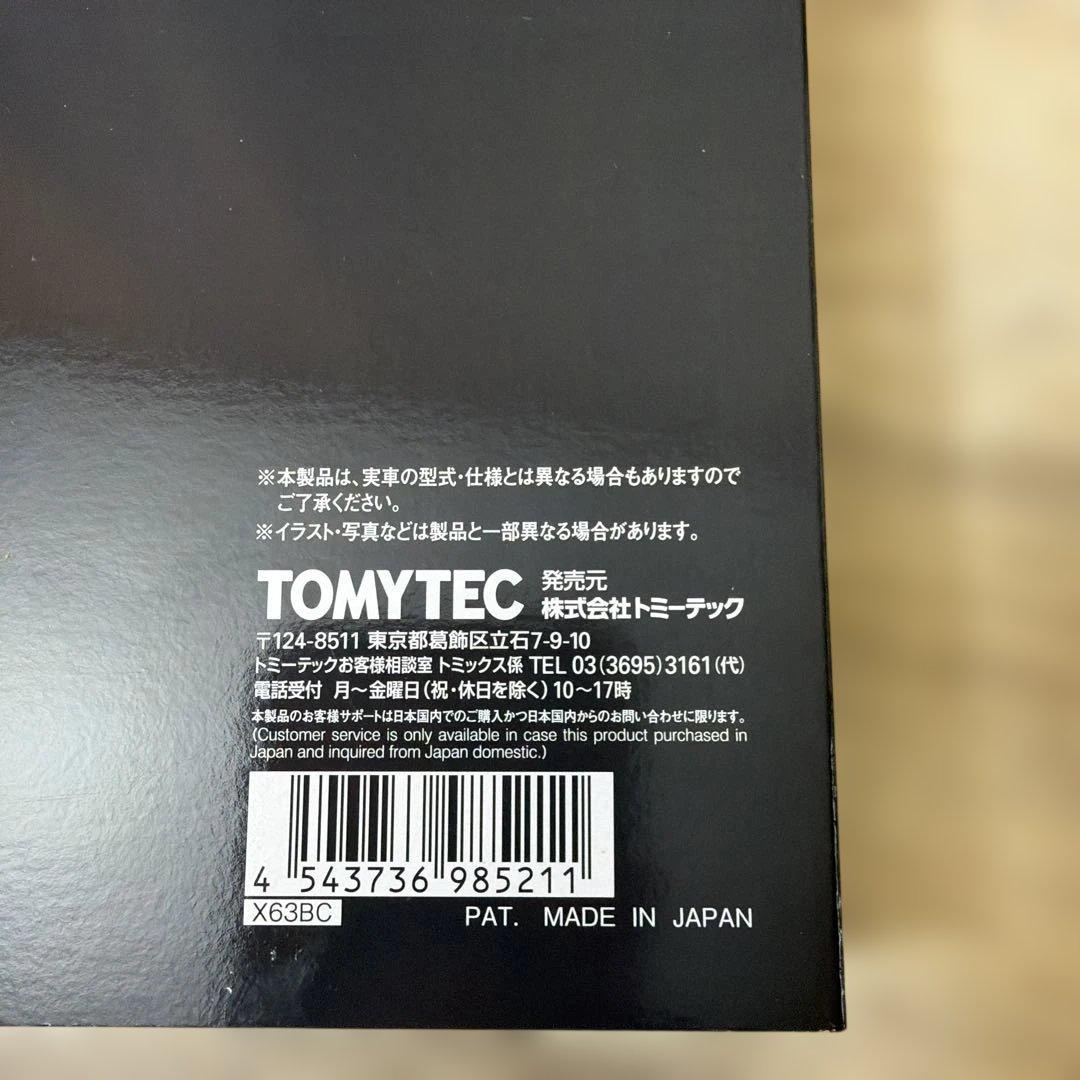 ※本製品は、実車の型式・仕様とは異なる場合もありますので
ご了承ください。
※イラスト・写真などは製品と一部異なる場合があります。
TOMYTEC 発売元
株式会社トミーテック
〒124-8511 東京都葛飾区立石7-9-10
トミーテックお客様相談室 トミックス係 TEL 03(3695)3161(代)
電話受付 月～金曜日(祝・休日を除く)10～17時
本製品のお客様サポートは日本国内でのご購入かつ日本国内からのお問い合わせに限ります。
(Customer service is only available in case this product purchased in
Japan and inquired from Japan domestic.)
4 543736 985211
X63BC PAT. MADE IN JAPAN